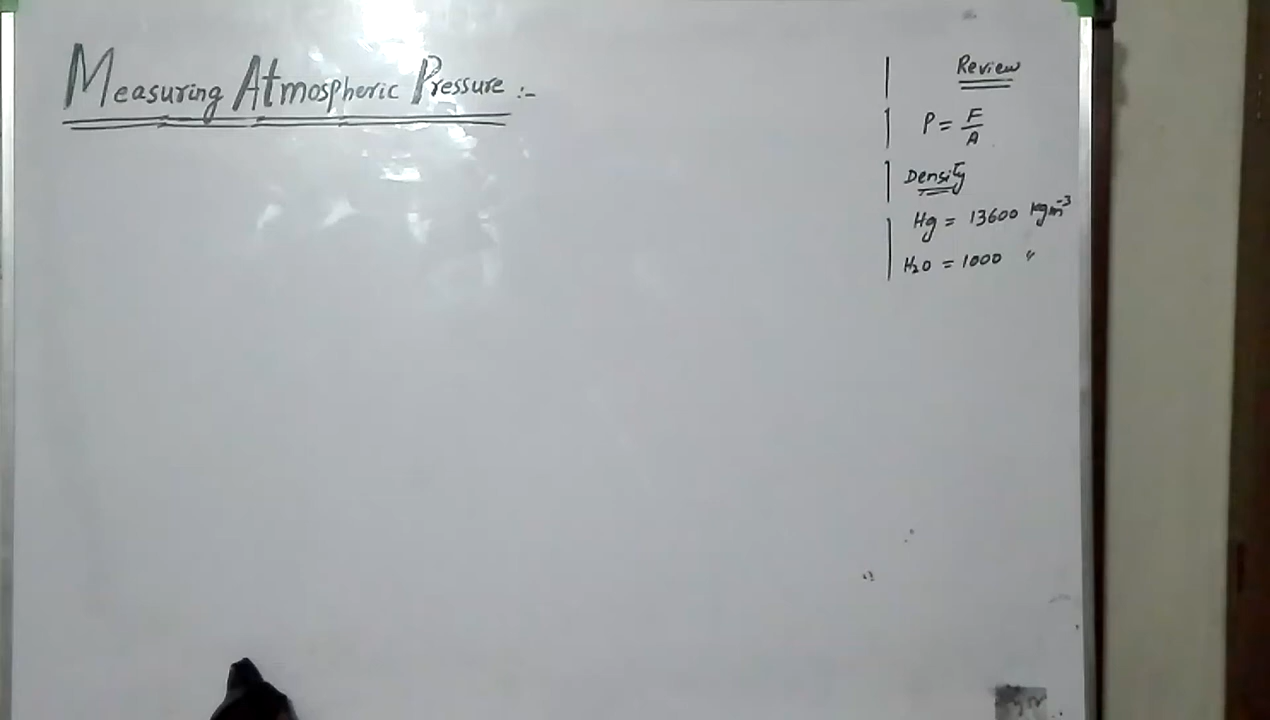 Measuring Atmospheric Pressure :-
Review
P = F/A
Density
Hg = 13600 kgm⁻³
H₂O = 1000 "